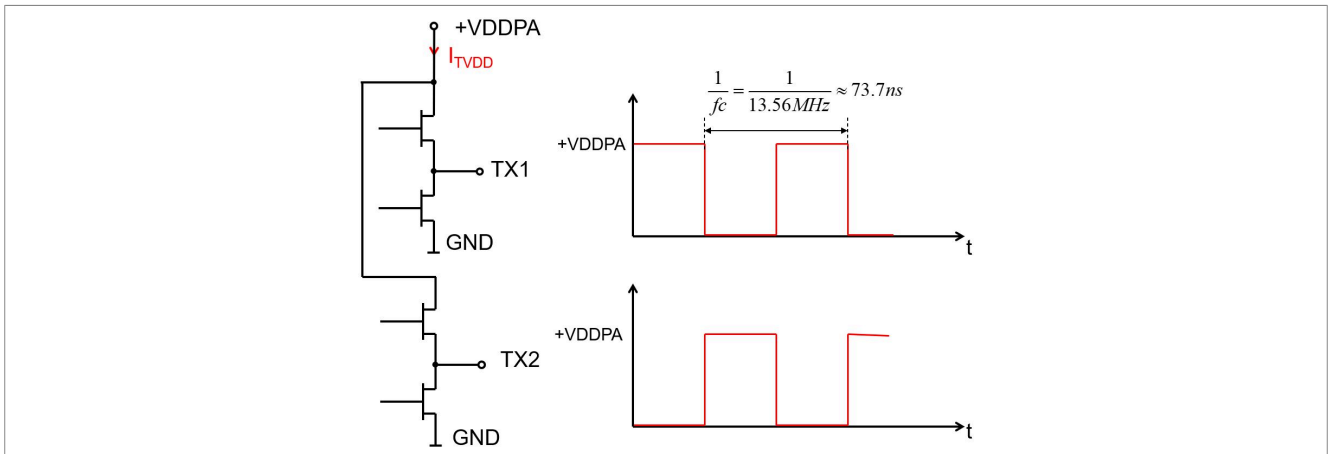 +VDDPA
I_TVDD
TX1
GND
TX2
GND
1/fc = 1/13.56MHz ≈ 73.7ns
+VDDPA
t
+VDDPA
t